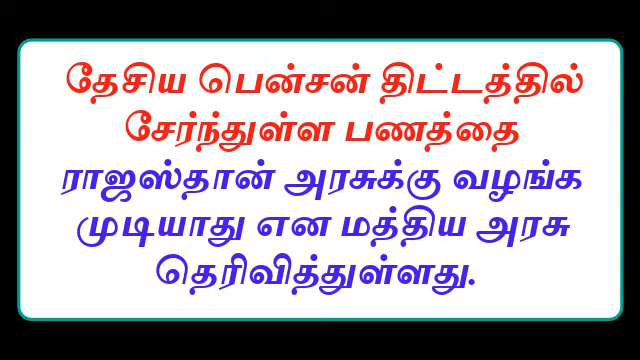 தேசிய பென்சன் திட்டத்தில்
சேர்ந்துள்ள பணத்தை
ராஜஸ்தான் அரசுக்கு வழங்க
முடியாது என மத்திய அரசு
தெரிவித்துள்ளது.